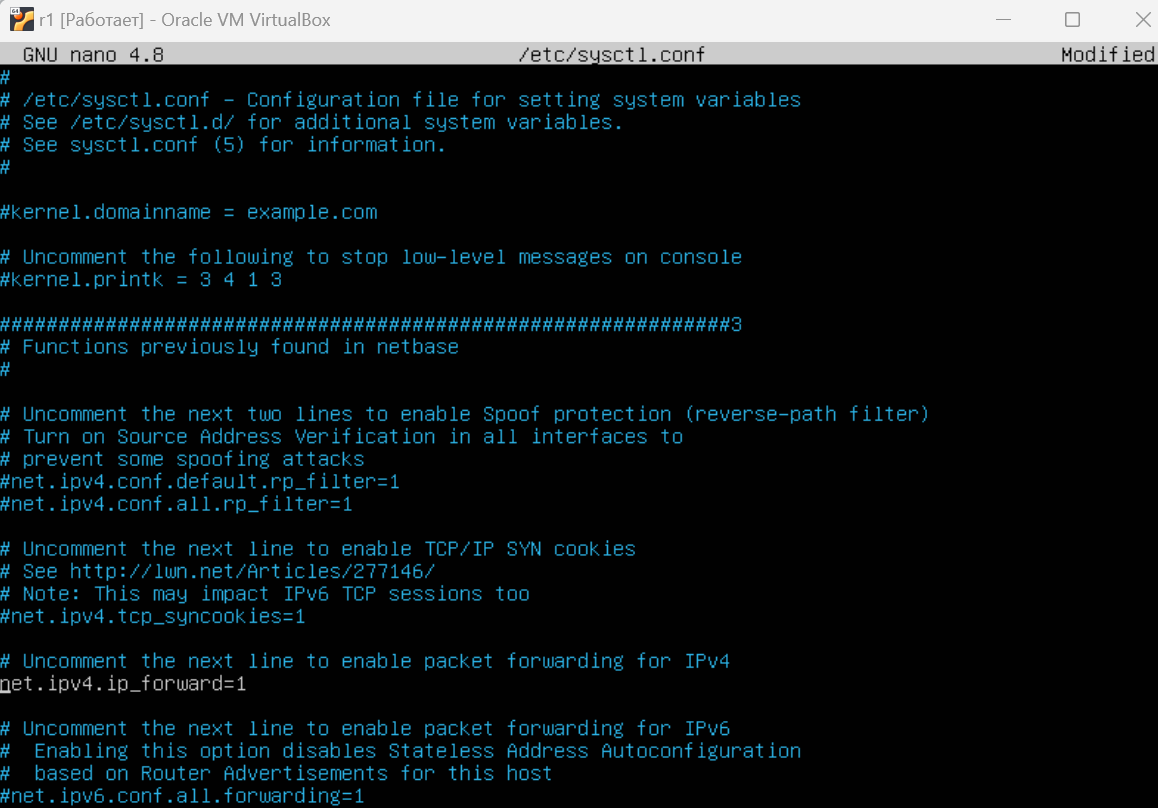 r1 [Работает] - Oracle VM VirtualBox
GNU nano 4.8 /etc/sysctl.conf Modified
#
# /etc/sysctl.conf - Configuration file for setting system variables
# See /etc/sysctl.d/ for additional system variables.
# See sysctl.conf (5) for information.
#
#kernel.domainname = example.com
# Uncomment the following to stop low-level messages on console
#kernel.printk = 3 4 1 3
##############################################################3
# Functions previously found in netbase
#
# Uncomment the next two lines to enable Spoof protection (reverse-path filter)
# Turn on Source Address Verification in all interfaces to
# prevent some spoofing attacks
#net.ipv4.conf.default.rp_filter=1
#net.ipv4.conf.all.rp_filter=1
# Uncomment the next line to enable TCP/IP SYN cookies
# See http://lwn.net/Articles/277146/
# Note: This may impact IPv6 TCP sessions too
#net.ipv4.tcp_syncookies=1
# Uncomment the next line to enable packet forwarding for IPv4
net.ipv4.ip_forward=1
# Uncomment the next line to enable packet forwarding for IPv6
#  Enabling this option disables Stateless Address Autoconfiguration
#  based on Router Advertisements for this host
#net.ipv6.conf.all.forwarding=1